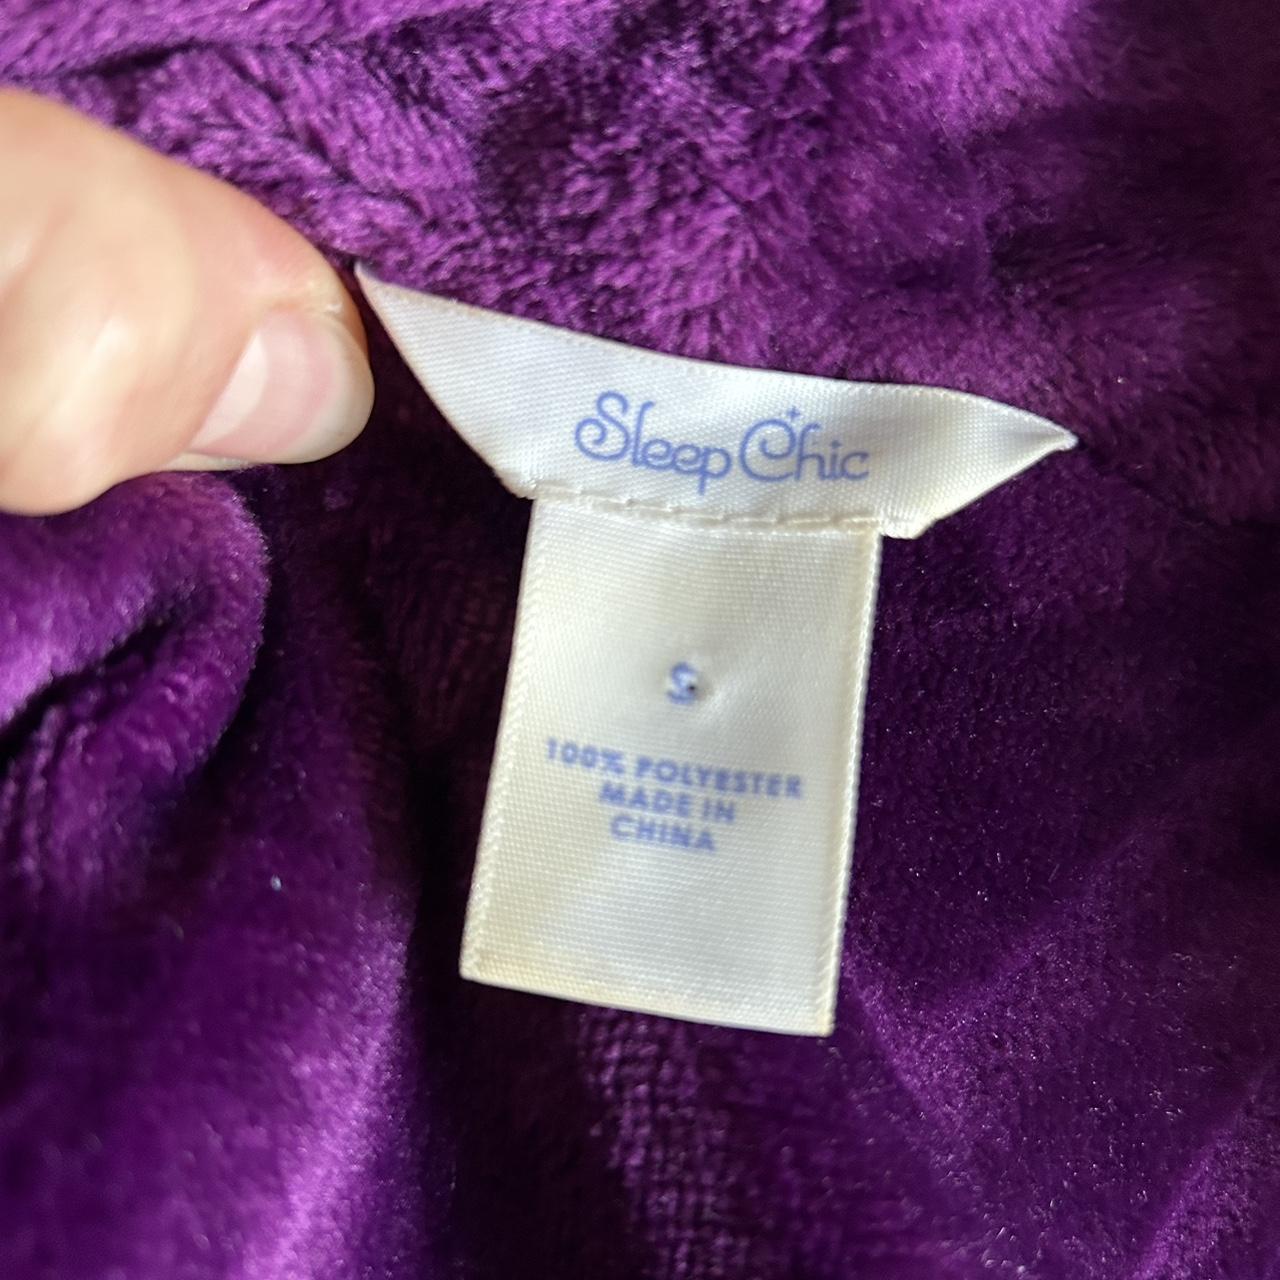 Sleep Chic
S
100% POLYESTER
MADE IN
CHINA